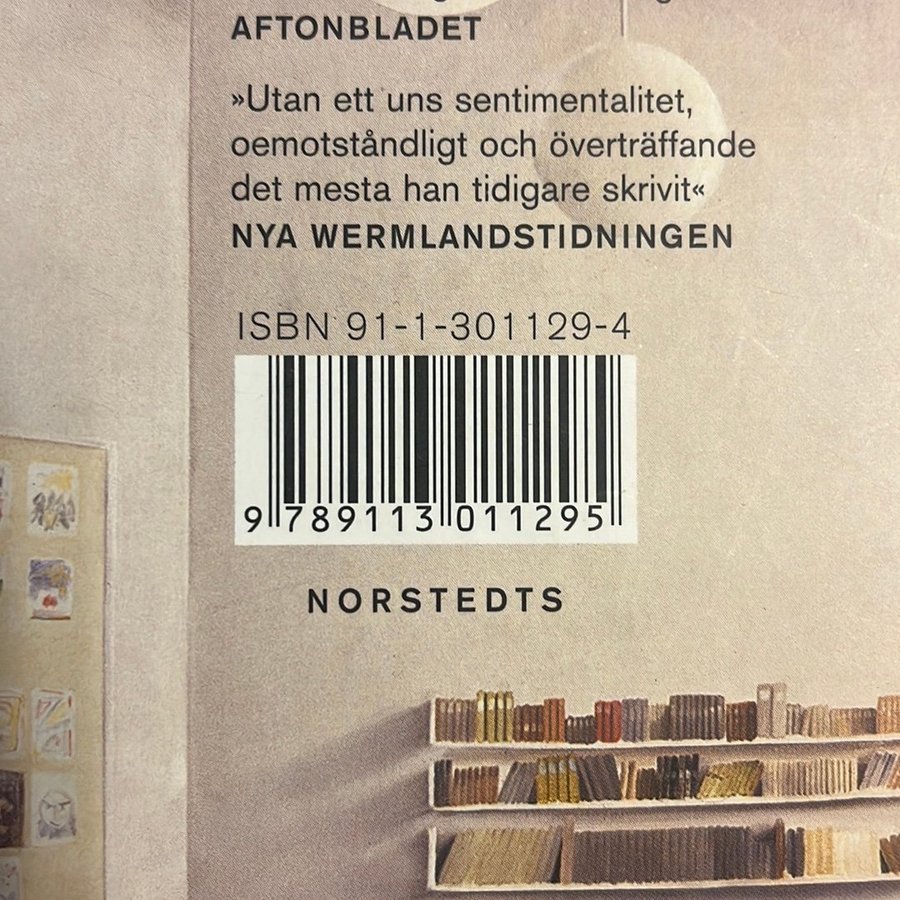 AFTONBLADET
»Utan ett uns sentimentalitet,
oemotståndligt och överträffande
det mesta han tidigare skrivit«
NYA WERMLANDSTIDNINGEN
ISBN 91-1-301129-4
9 789113 011295
NORSTEDTS